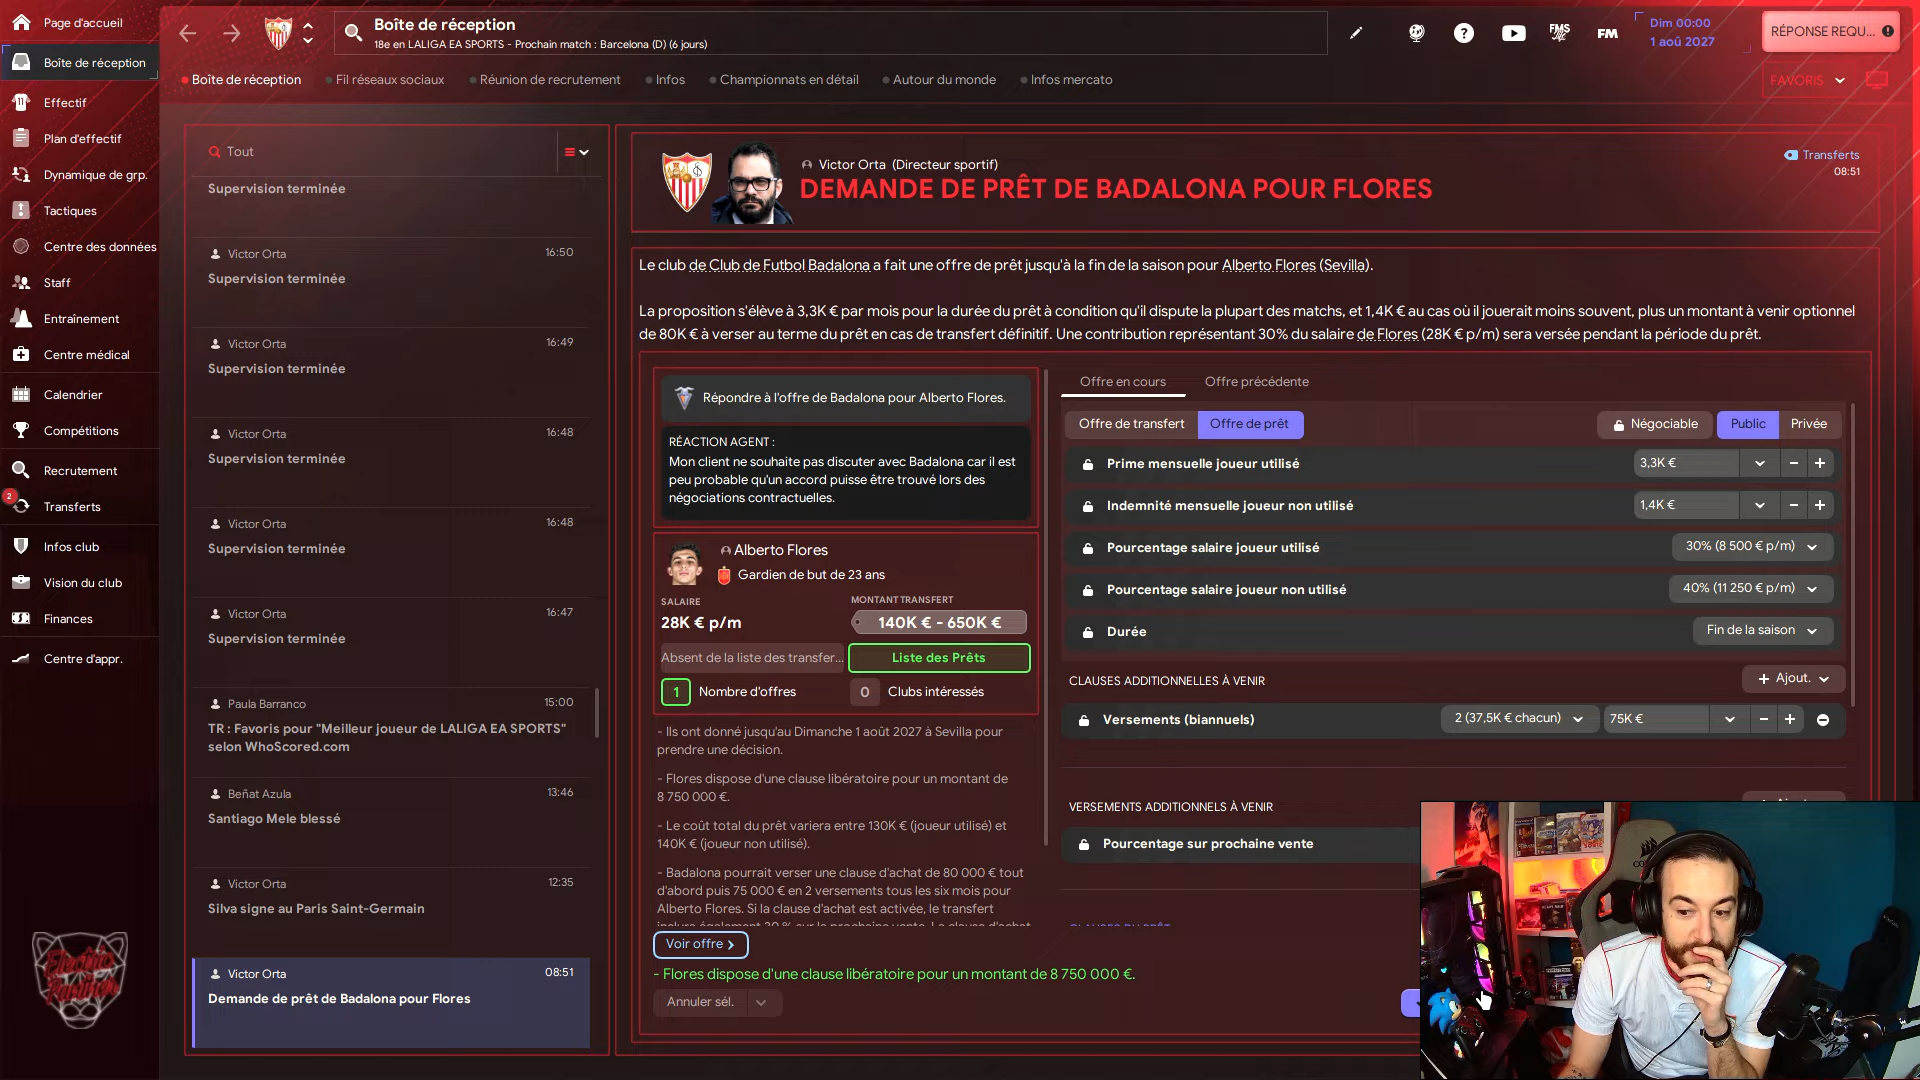 Page d'accueil
Boîte de réception
Effectif
Plan d'effectif
Dynamique de grp.
Tactiques
Centre des données
Staff
Entraînement
Centre médical
Calendrier
Compétitions
Recrutement
2
Transferts
Infos club
Vision du club
Finances
Centre d'appr.
Boîte de réception
18e en LALIGA EA SPORTS - Prochain match : Barcelona (D) (6 jours)
FMS
FM
Dim 00:00
1 aoû 2027
RÉPONSE REQU...
Boîte de réception
Fil réseaux sociaux
Réunion de recrutement
Infos
Championnats en détail
Autour du monde
Infos mercato
FAVORIS
Tout
Supervision terminée
Victor Orta 16:50
Supervision terminée
Victor Orta 16:49
Supervision terminée
Victor Orta 16:48
Supervision terminée
Victor Orta 16:48
Supervision terminée
Victor Orta 16:47
Supervision terminée
Paula Barranco 15:00
TR : Favoris pour "Meilleur joueur de LALIGA EA SPORTS"
selon WhoScored.com
Beñat Azula 13:46
Santiago Mele blessé
Victor Orta 12:35
Silva signe au Paris Saint-Germain
Victor Orta 08:51
Demande de prêt de Badalona pour Flores
Victor Orta (Directeur sportif)
DEMANDE DE PRÊT DE BADALONA POUR FLORES
Transferts
08:51
Le club de Club de Futbol Badalona a fait une offre de prêt jusqu'à la fin de la saison pour Alberto Flores (Sevilla).
La proposition s'élève à 3,3K € par mois pour la durée du prêt à condition qu'il dispute la plupart des matchs, et 1,4K € au cas où il jouerait moins souvent, plus un montant à venir optionnel
de 80K € à verser au terme du prêt en cas de transfert définitif. Une contribution représentant 30% du salaire de Flores (28K € p/m) sera versée pendant la période du prêt.
Répondre à l'offre de Badalona pour Alberto Flores.
RÉACTION AGENT :
Mon client ne souhaite pas discuter avec Badalona car il est
peu probable qu'un accord puisse être trouvé lors des
négociations contractuelles.
Alberto Flores
Gardien de but de 23 ans
SALAIRE
28K € p/m
MONTANT TRANSFERT
140K € - 650K €
Absent de la liste des transfer...
Liste des Prêts
1 Nombre d'offres
0 Clubs intéressés
- Ils ont donné jusqu'au Dimanche 1 août 2027 à Sevilla pour
prendre une décision.
- Flores dispose d'une clause libératoire pour un montant de
8 750 000 €.
- Le coût total du prêt variera entre 130K € (joueur utilisé) et
140K € (joueur non utilisé).
- Badalona pourrait verser une clause d'achat de 80 000 € tout
d'abord puis 75 000 € en 2 versements tous les six mois pour
Alberto Flores. Si la clause d'achat est activée, le transfert
Voir offre
- Flores dispose d'une clause libératoire pour un montant de 8 750 000 €.
Annuler sél.
Offre en cours
Offre précédente
Offre de transfert
Offre de prêt
Négociable
Public
Privée
Prime mensuelle joueur utilisé 3,3K €
Indemnité mensuelle joueur non utilisé 1,4K €
Pourcentage salaire joueur utilisé 30% (8 500 € p/m)
Pourcentage salaire joueur non utilisé 40% (11 250 € p/m)
Durée Fin de la saison
CLAUSES ADDITIONNELLES À VENIR
Ajout.
Versements (biannuels) 2 (37,5K € chacun) 75K €
VERSEMENTS ADDITIONNELS À VENIR
Pourcentage sur prochaine vente